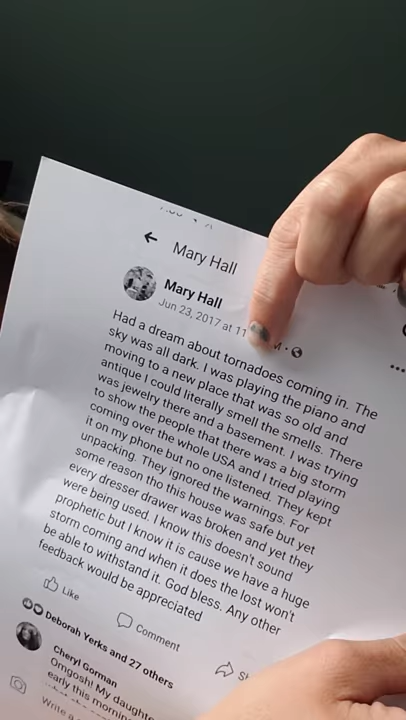 Mary Hall
Mary Hall
Jun 23, 2017 at 11
Had a dream about tornadoes coming in. The
sky was all dark. I was playing the piano and
moving to a new place that was so old and
antique I could literally smell the smells. There
was jewelry there and a basement. I was trying
to show the people that there was a big storm
coming over the whole USA and I tried playing
it on my phone but no one listened. They kept
unpacking. They ignored the warnings. For
some reason tho this house was safe but yet
every dresser drawer was broken and yet they
were being used. I know this doesn't sound
prophetic but I know it is cause we have a huge
storm coming and when it does the lost won't
be able to withstand it. God bless. Any other
feedback would be appreciated
Like
Comment
Deborah Yerks and 27 others
Cheryl Gorman
Omgosh! My daughte
early this mornin
Write a